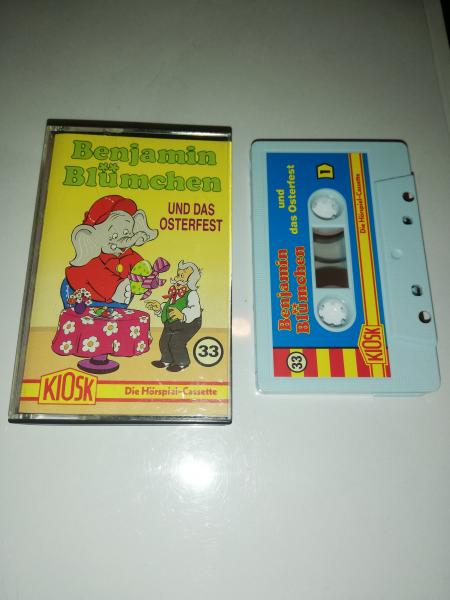 Benjamin
Blümchen
UND DAS
OSTERFEST
33
KIOSK
Die Hörspiel-Cassette
33
Benjamin
Blümchen
und
das Osterfest
1
KIOSK
Die Hörspiel-Cassette